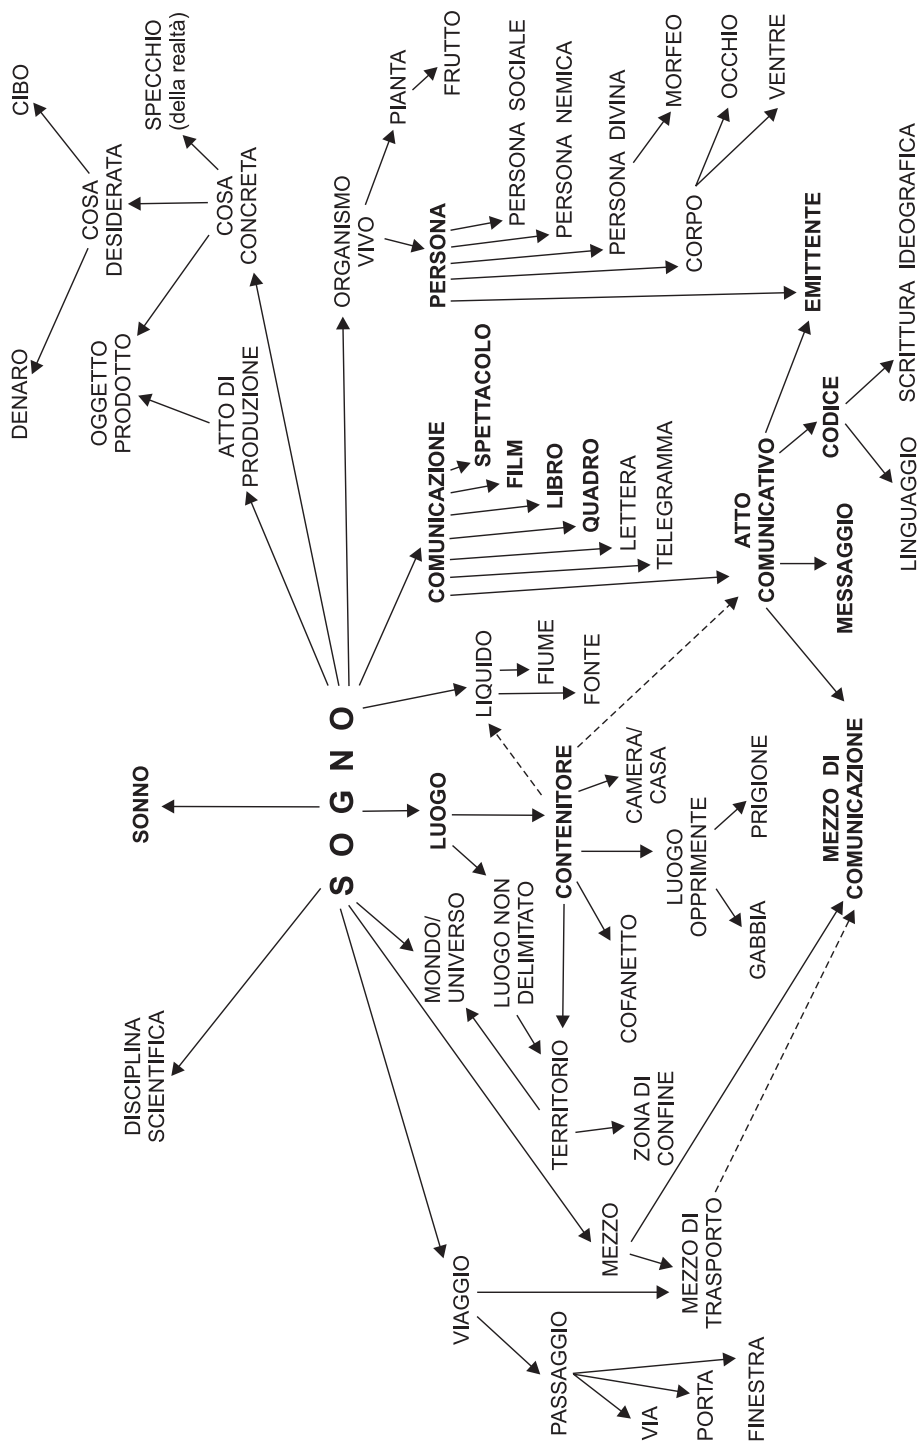 SONNO
DISCIPLINA
SCIENTIFICA
DENARO
CIBO
COSA
DESIDERATA
OGGETTO
PRODOTTO
SPECCHIO
(della realtà)
ATTO DI
PRODUZIONE
COSA
CONCRETA
SOGNO
ORGANISMO
VIVO
PIANTA
FRUTTO
VIAGGIO
MONDO/
UNIVERSO
LUOGO
LIQUIDO
COMUNICAZIONE
PERSONA
LUOGO NON
DELIMITATO
FIUME
FONTE
SPETTACOLO
FILM
LIBRO
QUADRO
LETTERA
TELEGRAMMA
PERSONA SOCIALE
PERSONA NEMICA
PERSONA DIVINA
MORFEO
CORPO
OCCHIO
VENTRE
PASSAGGIO
VIA
PORTA
FINESTRA
MEZZO
MEZZO DI
TRASPORTO
TERRITORIO
ZONA DI
CONFINE
CONTENITORE
COFANETTO
CAMERA/
CASA
LUOGO
OPPRIMENTE
GABBIA
PRIGIONE
ATTO
COMUNICATIVO
EMITTENTE
MEZZO DI
COMUNICAZIONE
MESSAGGIO
CODICE
LINGUAGGIO
SCRITTURA IDEOGRAFICA